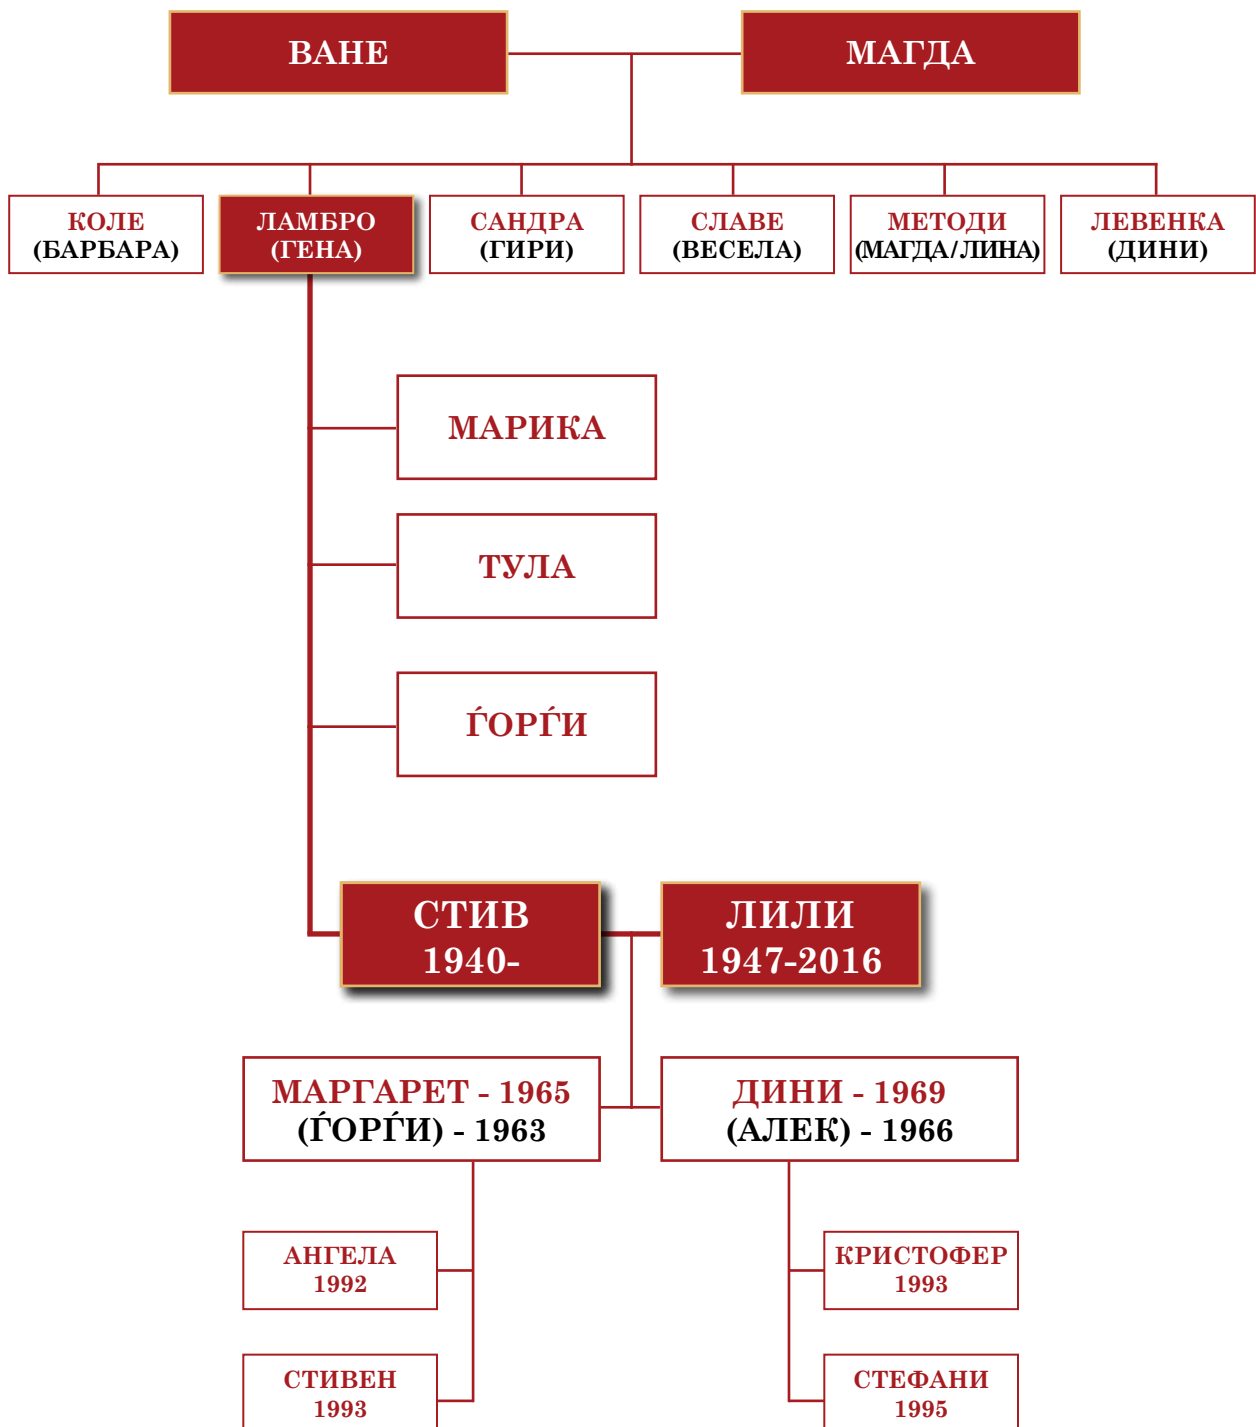 ВАНЕ
МАГДА
КОЛЕ
(БАРБАРА)
ЛАМБРО
(ГЕНА)
САНДРА
(ГИРИ)
СЛАВЕ
(ВЕСЕЛА)
МЕТОДИ
(МАГДА/ЛИНА)
ЛЕВЕНКА
(ДИНИ)
МАРИКА
ТУЛА
ЃОРЃИ
СТИВ
1940-
ЛИЛИ
1947-2016
МАРГАРЕТ - 1965
(ЃОРЃИ) - 1963
ДИНИ - 1969
(АЛЕК) - 1966
АНГЕЛА
1992
КРИСТОФЕР
1993
СТИВЕН
1993
СТЕФАНИ
1995